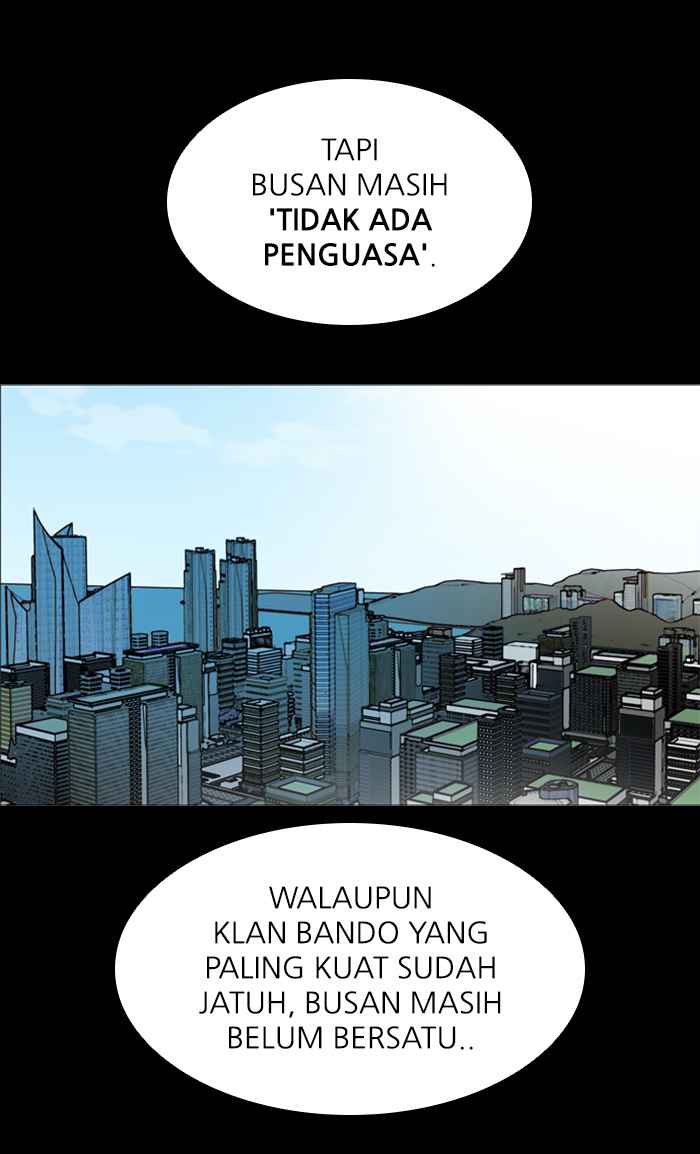 TAPI
BUSAN MASIH
'TIDAK ADA
PENGUASA'.
WALAUPUN
KLAN BANDO YANG
PALING KUAT SUDAH
JATUH, BUSAN MASIH
BELUM BERSATU..